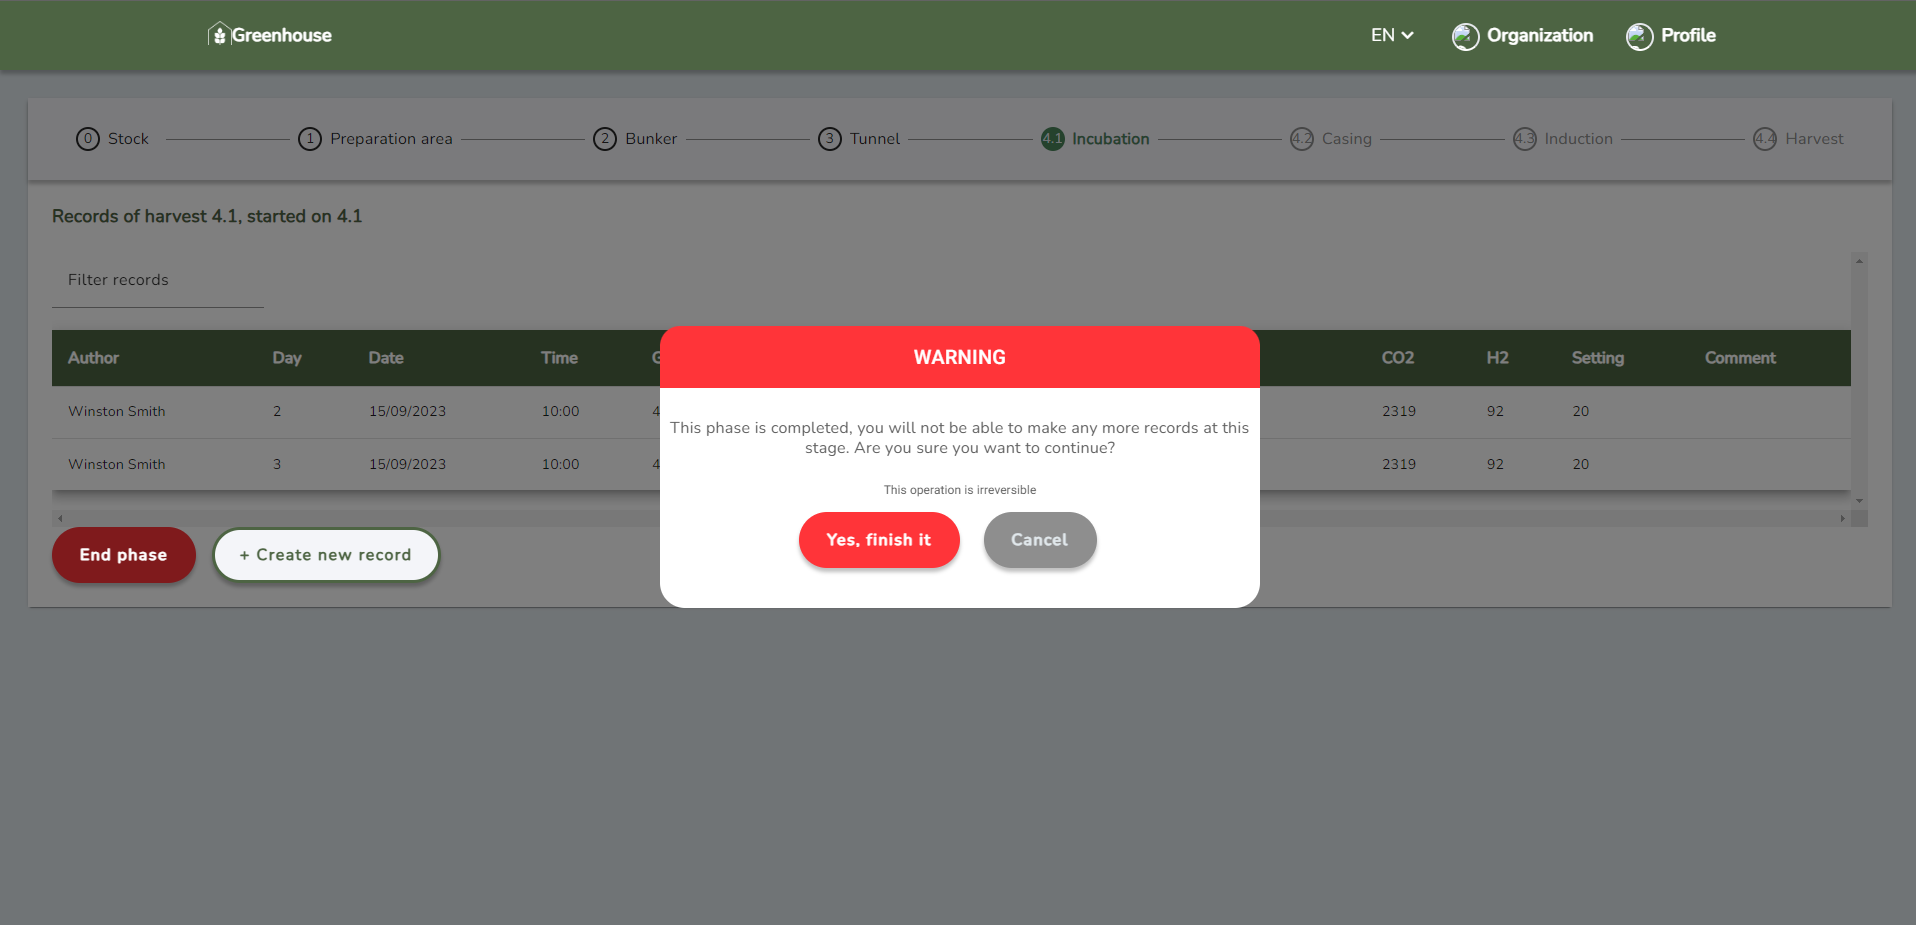 Greenhouse
EN
Organization
Profile
0 Stock
1 Preparation area
2 Bunker
3 Tunnel
4.1 Incubation
4.2 Casing
4.3 Induction
4.4 Harvest
Records of harvest 4.1, started on 4.1
Filter records
Author Day Date Time CO2 H2 Setting Comment
Winston Smith 2 15/09/2023 10:00 2319 92 20
Winston Smith 3 15/09/2023 10:00 2319 92 20
End phase
+ Create new record
WARNING
This phase is completed, you will not be able to make any more records at this
stage. Are you sure you want to continue?
This operation is irreversible
Yes, finish it
Cancel